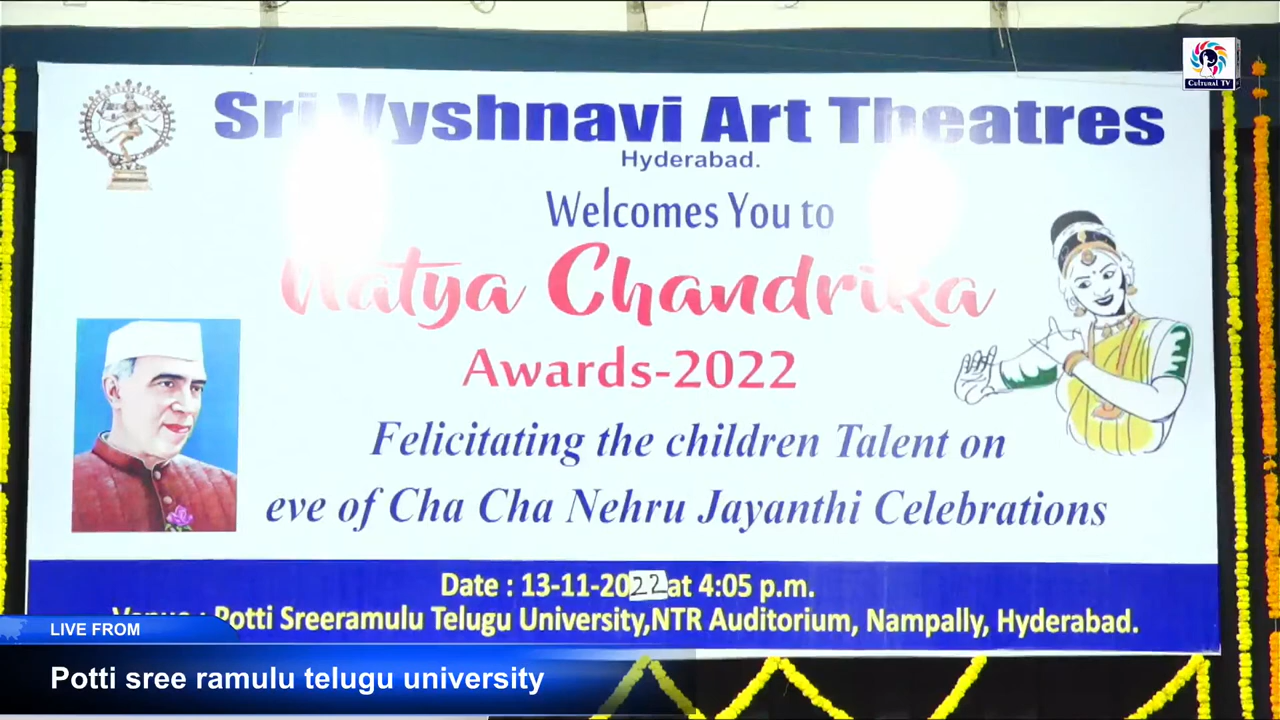 Cultural TV
Sri Vyshnavi Art Theatres
Hyderabad.
Welcomes You to
Natya Chandrika
Awards-2022
Felicitating the children Talent on
eve of Cha Cha Nehru Jayanthi Celebrations
Date : 13-11-2022 at 4:05 p.m.
Venue : Potti Sreeramulu Telugu University,NTR Auditorium, Nampally, Hyderabad.
LIVE FROM
Potti sree ramulu telugu university